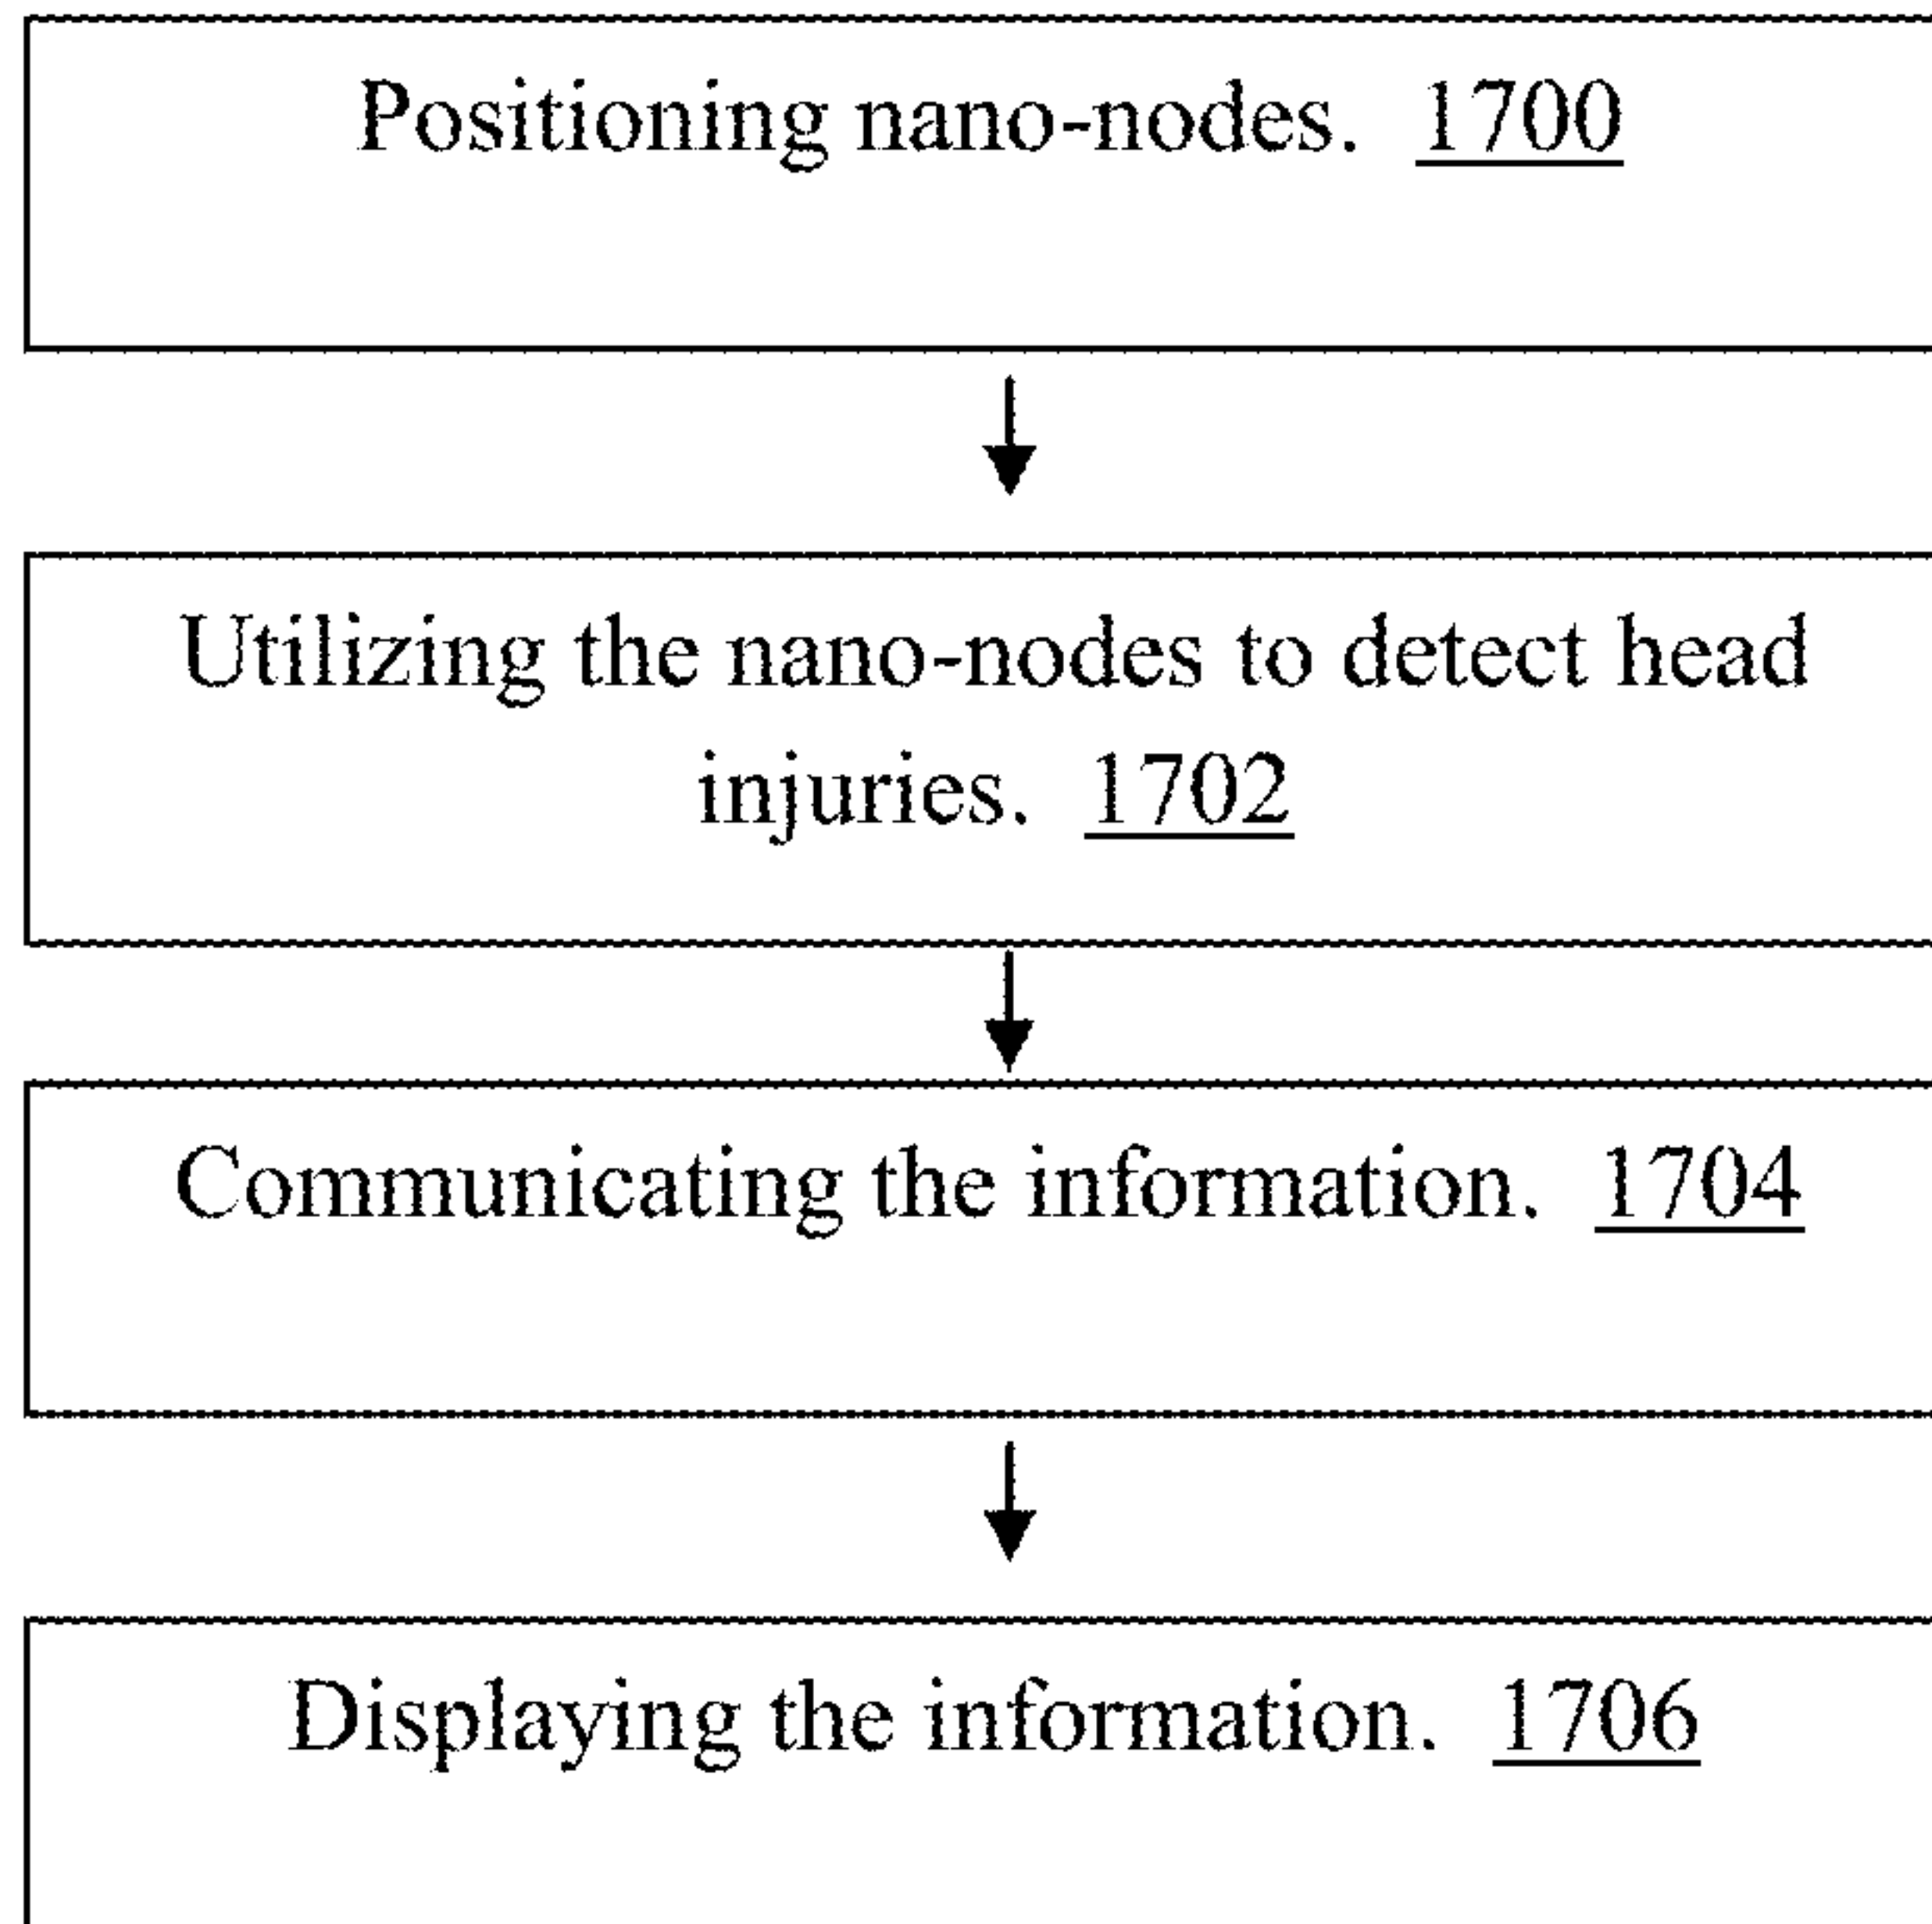 Positioning nano-nodes. 1700
Utilizing the nano-nodes to detect head
injuries. 1702
Communicating the information. 1704
Displaying the information. 1706